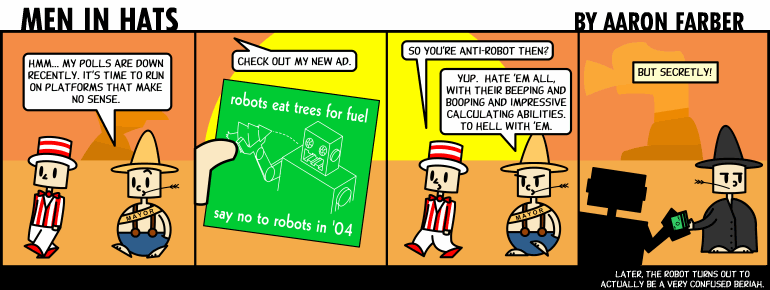 MEN IN HATS
BY AARON FARBER
HMM... MY POLLS ARE DOWN
RECENTLY. IT'S TIME TO RUN
ON PLATFORMS THAT MAKE
NO SENSE.
MAYOR
CHECK OUT MY NEW AD.
robots eat trees for fuel
say no to robots in '04
SO YOU'RE ANTI-ROBOT THEN?
YUP. HATE 'EM ALL,
WITH THEIR BEEPING AND
BOOPING AND IMPRESSIVE
CALCULATING ABILITIES.
TO HELL WITH 'EM.
MAYOR
BUT SECRETLY!
LATER, THE ROBOT TURNS OUT TO
ACTUALLY BE A VERY CONFUSED BERIAH.